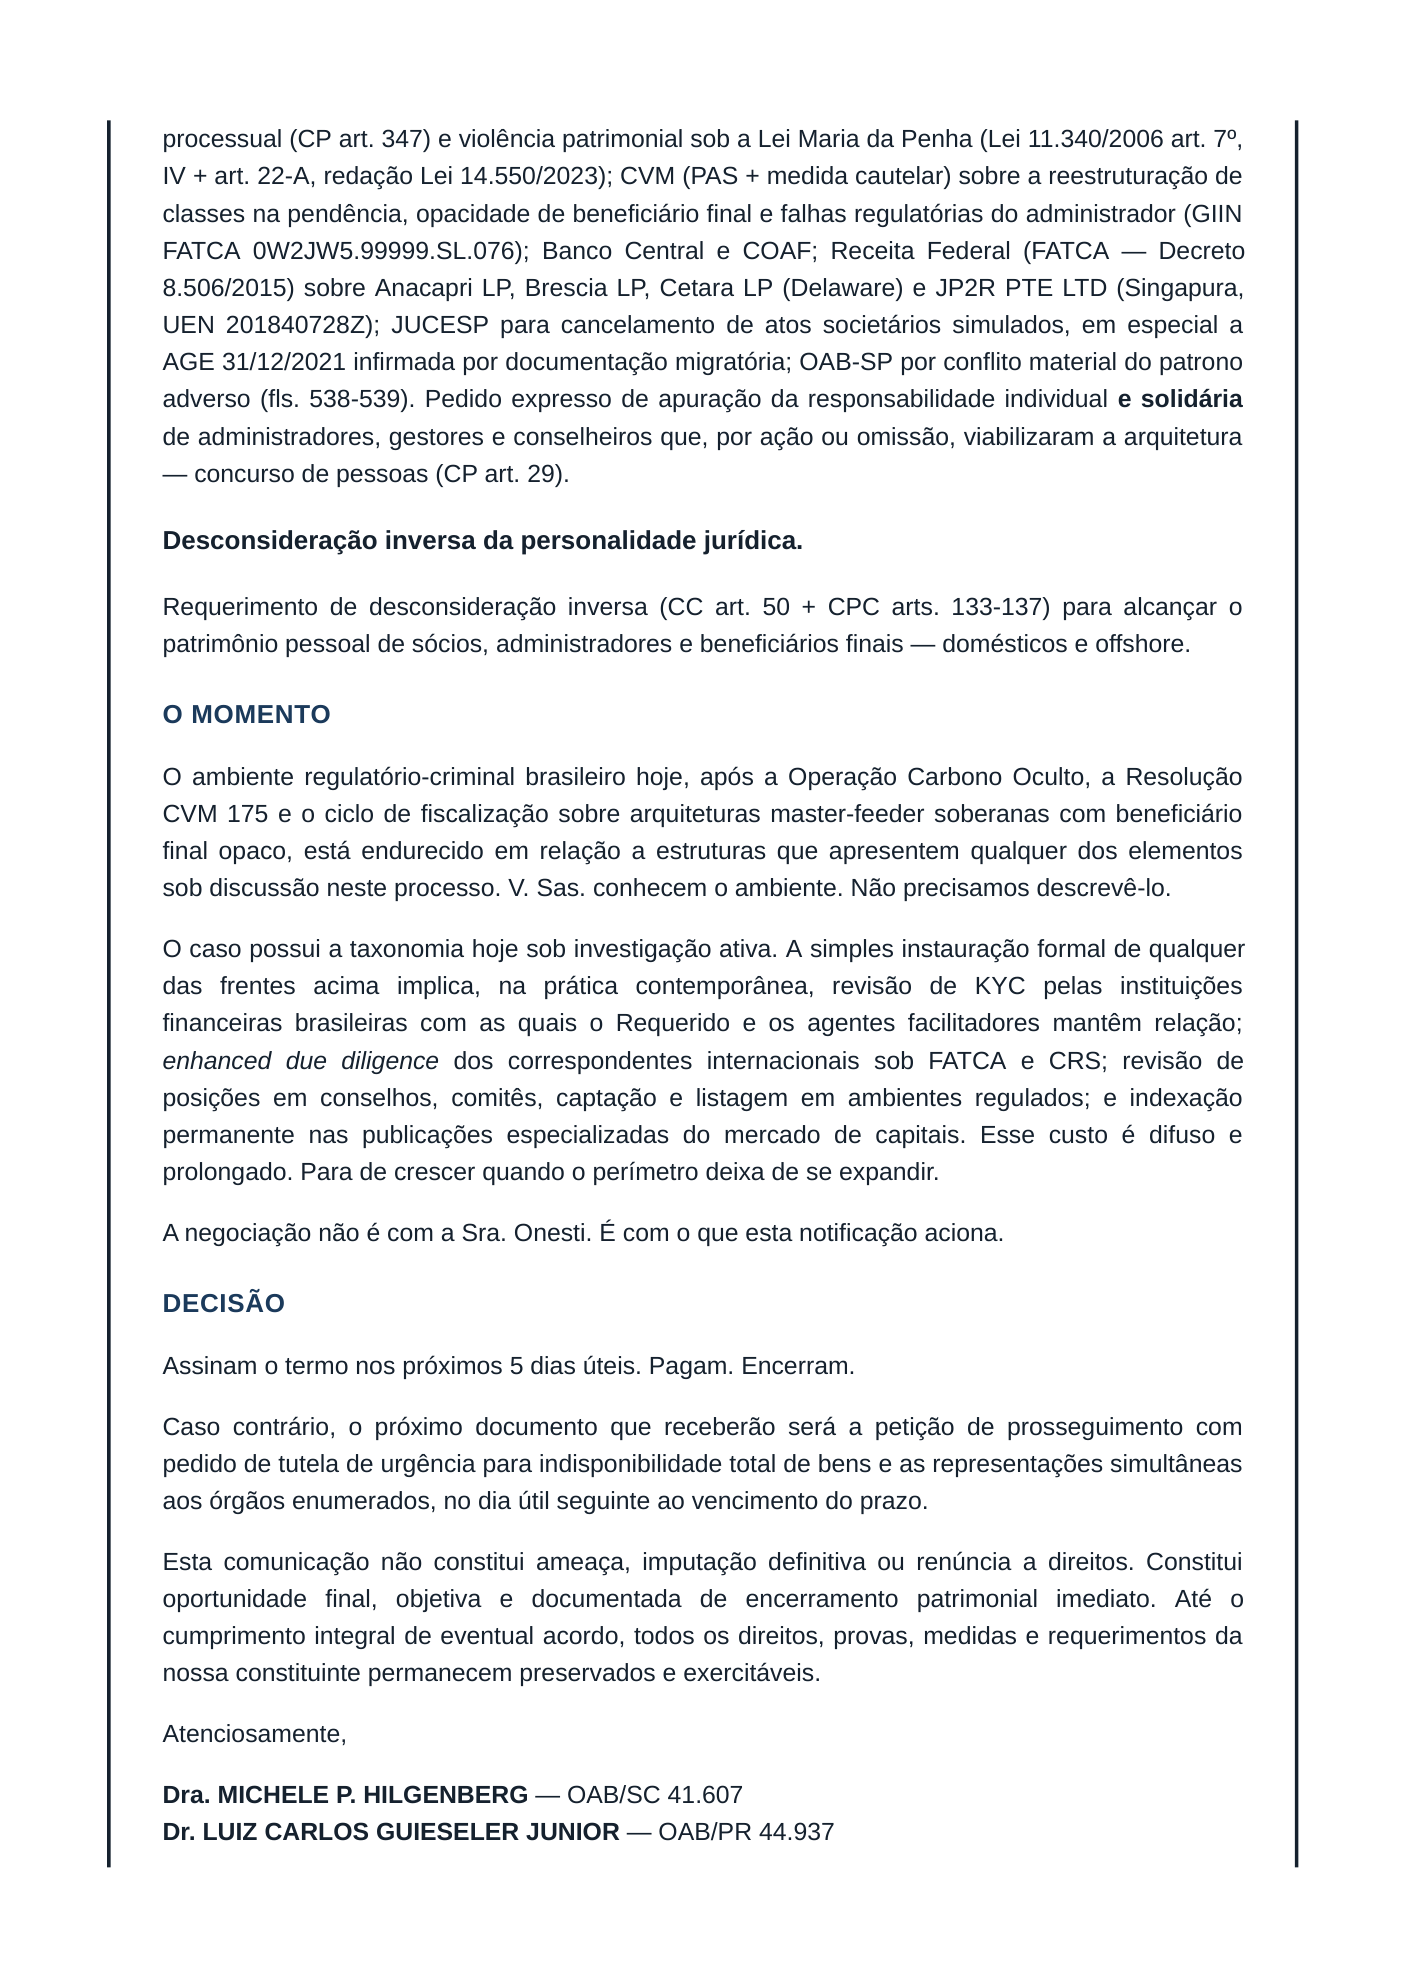 processual (CP art. 347) e violência patrimonial sob a Lei Maria da Penha (Lei 11.340/2006 art. 7º,
IV + art. 22-A, redação Lei 14.550/2023); CVM (PAS + medida cautelar) sobre a reestruturação de
classes na pendência, opacidade de beneficiário final e falhas regulatórias do administrador (GIIN
FATCA 0W2JW5.99999.SL.076); Banco Central e COAF; Receita Federal (FATCA — Decreto
8.506/2015) sobre Anacapri LP, Brescia LP, Cetara LP (Delaware) e JP2R PTE LTD (Singapura,
UEN 201840728Z); JUCESP para cancelamento de atos societários simulados, em especial a
AGE 31/12/2021 infirmada por documentação migratória; OAB-SP por conflito material do patrono
adverso (fls. 538-539). Pedido expresso de apuração da responsabilidade individual e solidária
de administradores, gestores e conselheiros que, por ação ou omissão, viabilizaram a arquitetura
— concurso de pessoas (CP art. 29).
Desconsideração inversa da personalidade jurídica.
Requerimento de desconsideração inversa (CC art. 50 + CPC arts. 133-137) para alcançar o
patrimônio pessoal de sócios, administradores e beneficiários finais — domésticos e offshore.
O MOMENTO
O ambiente regulatório-criminal brasileiro hoje, após a Operação Carbono Oculto, a Resolução
CVM 175 e o ciclo de fiscalização sobre arquiteturas master-feeder soberanas com beneficiário
final opaco, está endurecido em relação a estruturas que apresentem qualquer dos elementos
sob discussão neste processo. V. Sas. conhecem o ambiente. Não precisamos descrevê-lo.
O caso possui a taxonomia hoje sob investigação ativa. A simples instauração formal de qualquer
das frentes acima implica, na prática contemporânea, revisão de KYC pelas instituições
financeiras brasileiras com as quais o Requerido e os agentes facilitadores mantêm relação;
enhanced due diligence dos correspondentes internacionais sob FATCA e CRS; revisão de
posições em conselhos, comitês, captação e listagem em ambientes regulados; e indexação
permanente nas publicações especializadas do mercado de capitais. Esse custo é difuso e
prolongado. Para de crescer quando o perímetro deixa de se expandir.
A negociação não é com a Sra. Onesti. É com o que esta notificação aciona.
DECISÃO
Assinam o termo nos próximos 5 dias úteis. Pagam. Encerram.
Caso contrário, o próximo documento que receberão será a petição de prosseguimento com
pedido de tutela de urgência para indisponibilidade total de bens e as representações simultâneas
aos órgãos enumerados, no dia útil seguinte ao vencimento do prazo.
Esta comunicação não constitui ameaça, imputação definitiva ou renúncia a direitos. Constitui
oportunidade final, objetiva e documentada de encerramento patrimonial imediato. Até o
cumprimento integral de eventual acordo, todos os direitos, provas, medidas e requerimentos da
nossa constituinte permanecem preservados e exercitáveis.
Atenciosamente,
Dra. MICHELE P. HILGENBERG — OAB/SC 41.607
Dr. LUIZ CARLOS GUIESELER JUNIOR — OAB/PR 44.937